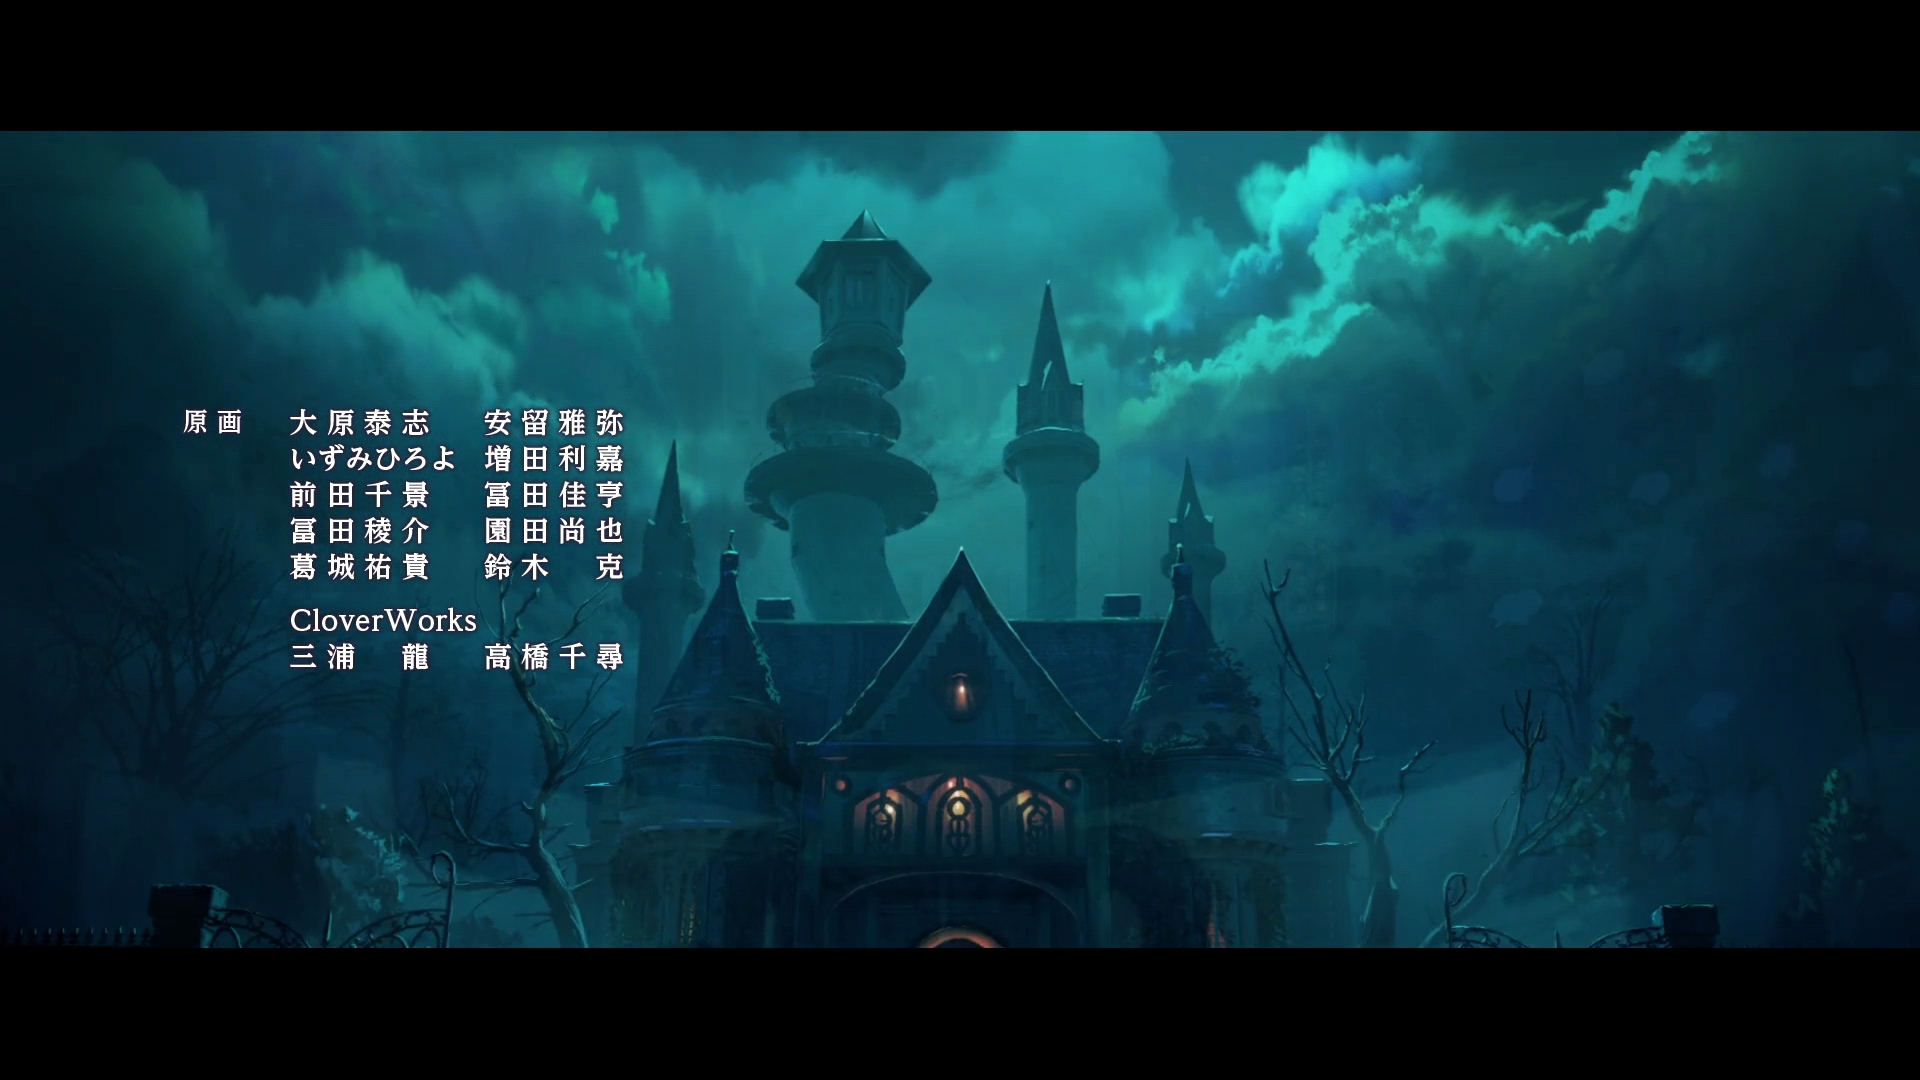 原画 大原泰志 安留雅弥
いずみひろよ 増田利嘉
前田千景 冨田佳亨
冨田稜介 園田尚也
葛城祐貴 鈴木克
CloverWorks
三浦龍 高橋千尋